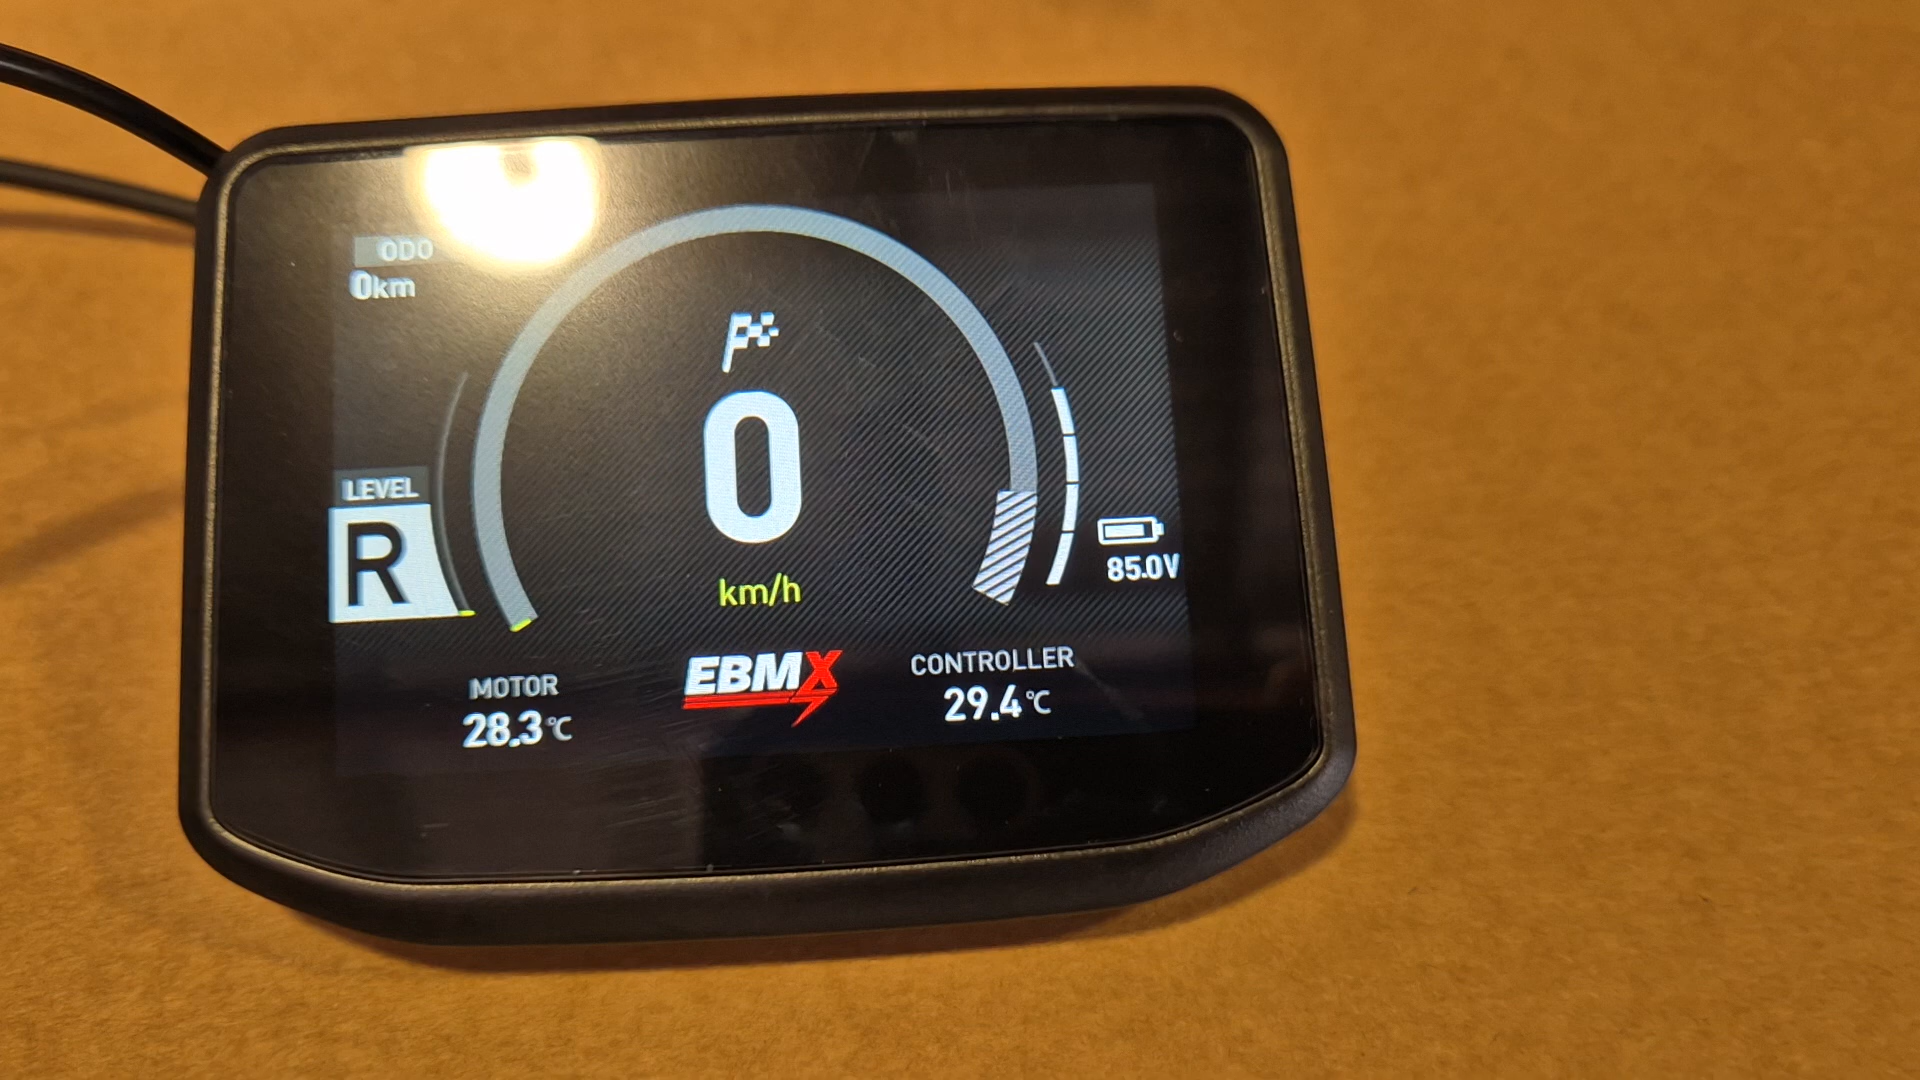 ODO
0km
0
km/h
LEVEL
R
85.0V
MOTOR
28.3°C
EBMX
CONTROLLER
29.4°C